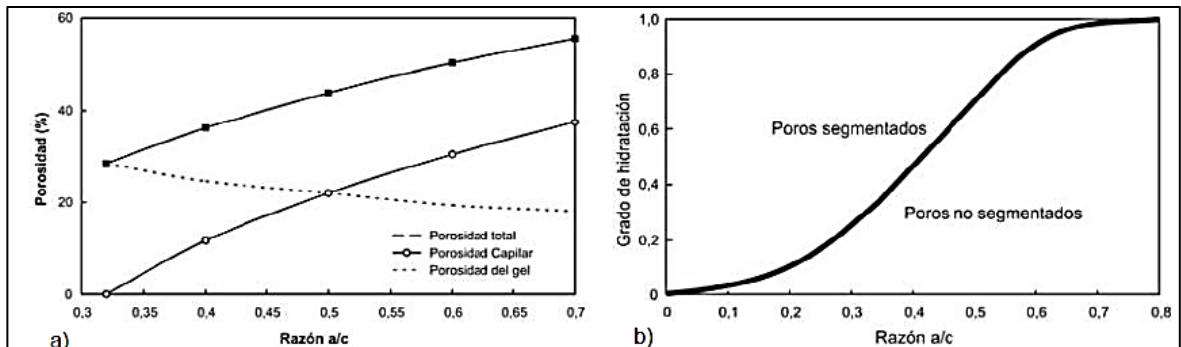 60
40
20
0
Porosidad (%)
0,3 0,35 0,4 0,45 0,5 0,55 0,6 0,65 0,7
Razón a/c
Porosidad total
Porosidad Capilar
Porosidad del gel
a)
1,0
0,8
0,6
0,4
0,2
0
Grado de hidratación
Poros segmentados
Poros no segmentados
0 0,1 0,2 0,3 0,4 0,5 0,6 0,7 0,8
Razón a/c
b)